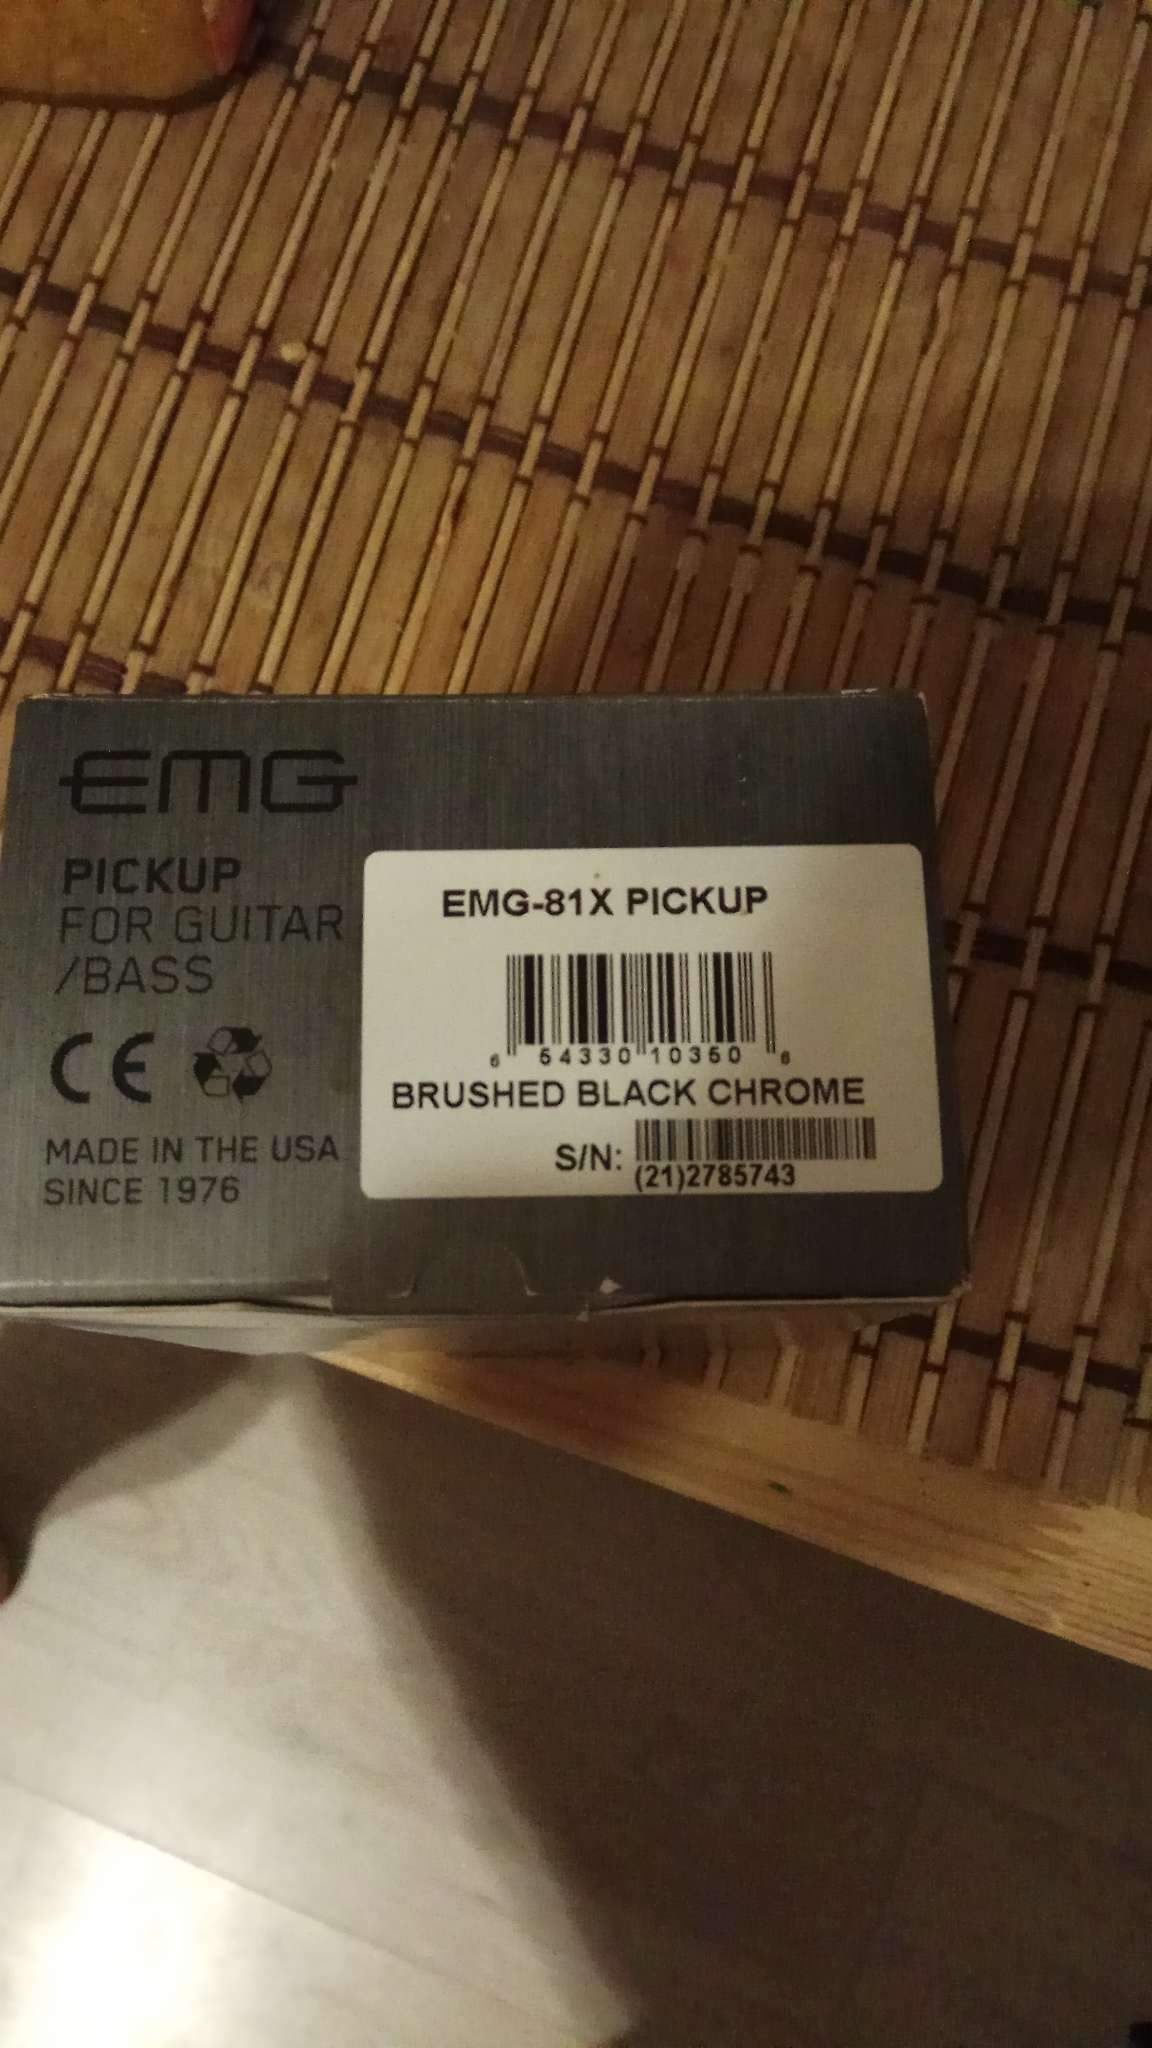 EMG
PICKUP
FOR GUITAR
/BASS
CE
MADE IN THE USA
SINCE 1976
EMG-81X PICKUP
6 54330 10350 6
BRUSHED BLACK CHROME
S/N:
(21)2785743